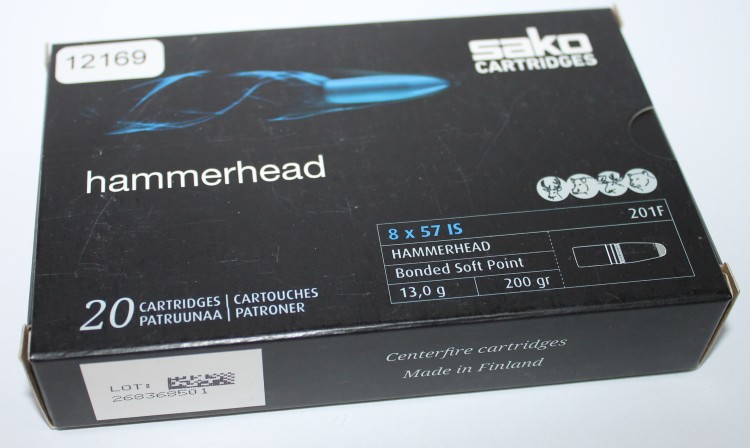 12169
sako
CARTRIDGES
hammerhead
201F
8 x 57 IS
HAMMERHEAD
Bonded Soft Point
13,0 g 200 gr
20 CARTRIDGES | CARTOUCHES
PATRUUNAA | PATRONER
Centerfire cartridges
Made in Finland
LOT:
268368501